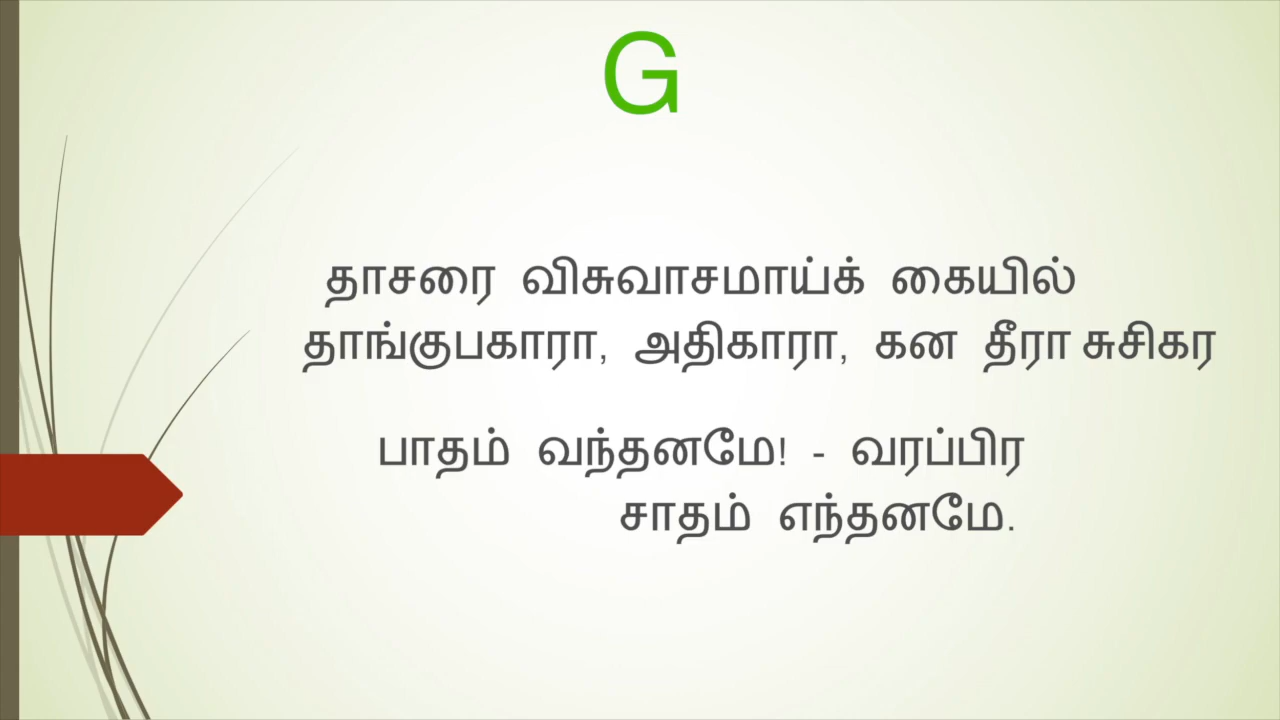 G
தாசரை விசுவாசமாய்க் கையில்
தாங்குபகாரா, அதிகாரா, கன தீரா சுசிகர
பாதம் வந்தனமே! - வரப்பிர
சாதம் எந்தனமே.